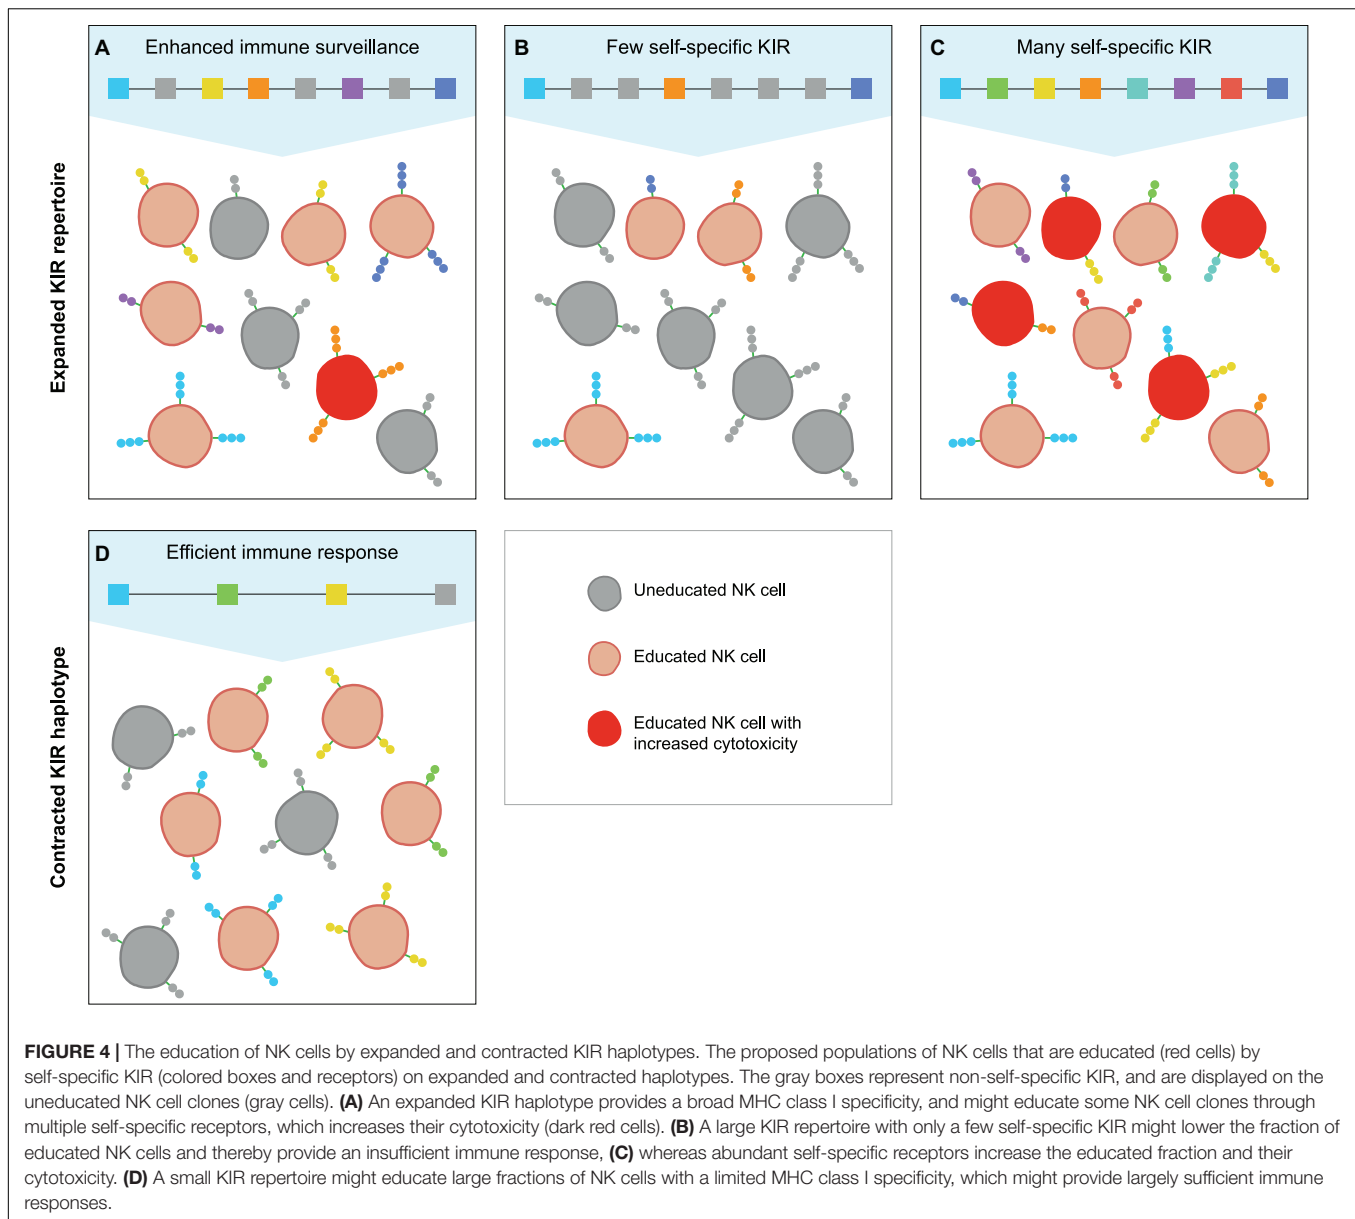 A Enhanced immune surveillance
B Few self-specific KIR
C Many self-specific KIR
Expanded KIR repertoire
D Efficient immune response
Contracted KIR haplotype
Uneducated NK cell
Educated NK cell
Educated NK cell with
increased cytotoxicity
FIGURE 4 | The education of NK cells by expanded and contracted KIR haplotypes. The proposed populations of NK cells that are educated (red cells) by
self-specific KIR (colored boxes and receptors) on expanded and contracted haplotypes. The gray boxes represent non-self-specific KIR, and are displayed on the
uneducated NK cell clones (gray cells). (A) An expanded KIR haplotype provides a broad MHC class I specificity, and might educate some NK cell clones through
multiple self-specific receptors, which increases their cytotoxicity (dark red cells). (B) A large KIR repertoire with only a few self-specific KIR might lower the fraction of
educated NK cells and thereby provide an insufficient immune response, (C) whereas abundant self-specific receptors increase the educated fraction and their
cytotoxicity. (D) A small KIR repertoire might educate large fractions of NK cells with a limited MHC class I specificity, which might provide largely sufficient immune
responses.